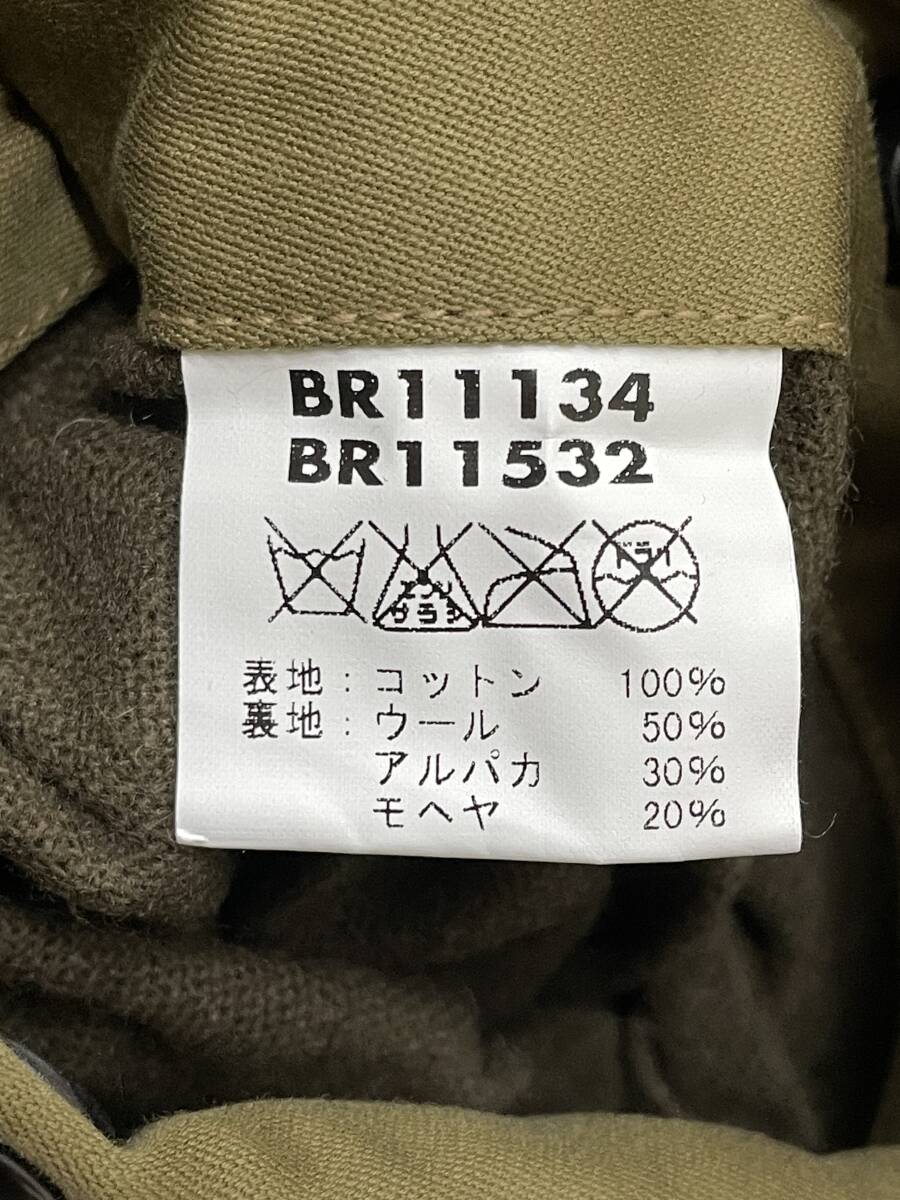 BR11134
BR11532
エンソ
サラシ
ドライ
表地：コットン 100%
裏地：ウール 50%
アルパカ 30%
モヘヤ 20%